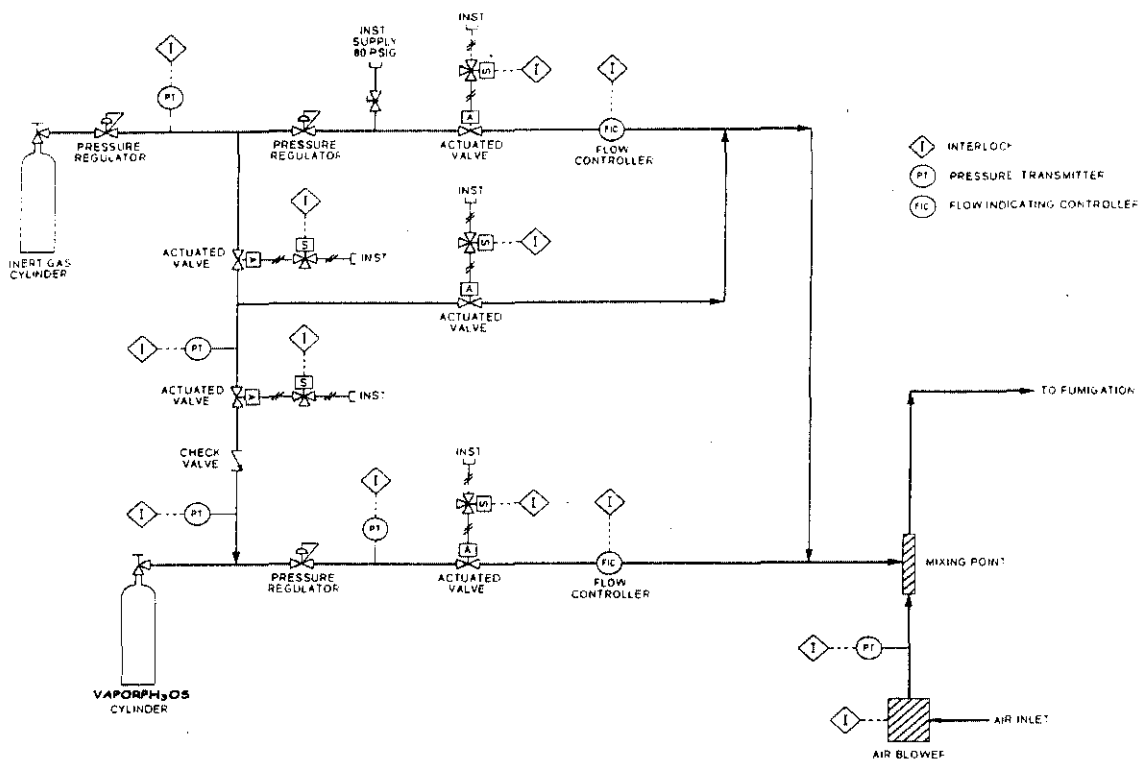 INST
INST
SUPPLY
80 PSIG
I
I
S
I
PT
A
FIC
PRESSURE
REGULATOR
PRESSURE
REGULATOR
ACTUATED
VALVE
FLOW
CONTROLLER
I INTERLOCK
PT PRESSURE TRANSMITTER
FIC FLOW INDICATING CONTROLLER
INERT GAS
CYLINDER
INST
I
S
I
ACTUATED
VALVE
A
S
INST
A
ACTUATED
VALVE
I
PT
I
ACTUATED
VALVE
A
S
INST
TO FUMIGATION
CHECK
VALVE
INST
I
S
I
I
I
PT
PT
A
FIC
PRESSURE
REGULATOR
ACTUATED
VALVE
FLOW
CONTROLLER
MIXING POINT
VAPORPH3OS
CYLINDER
I
PT
I
AIR INLET
AIR BLOWER